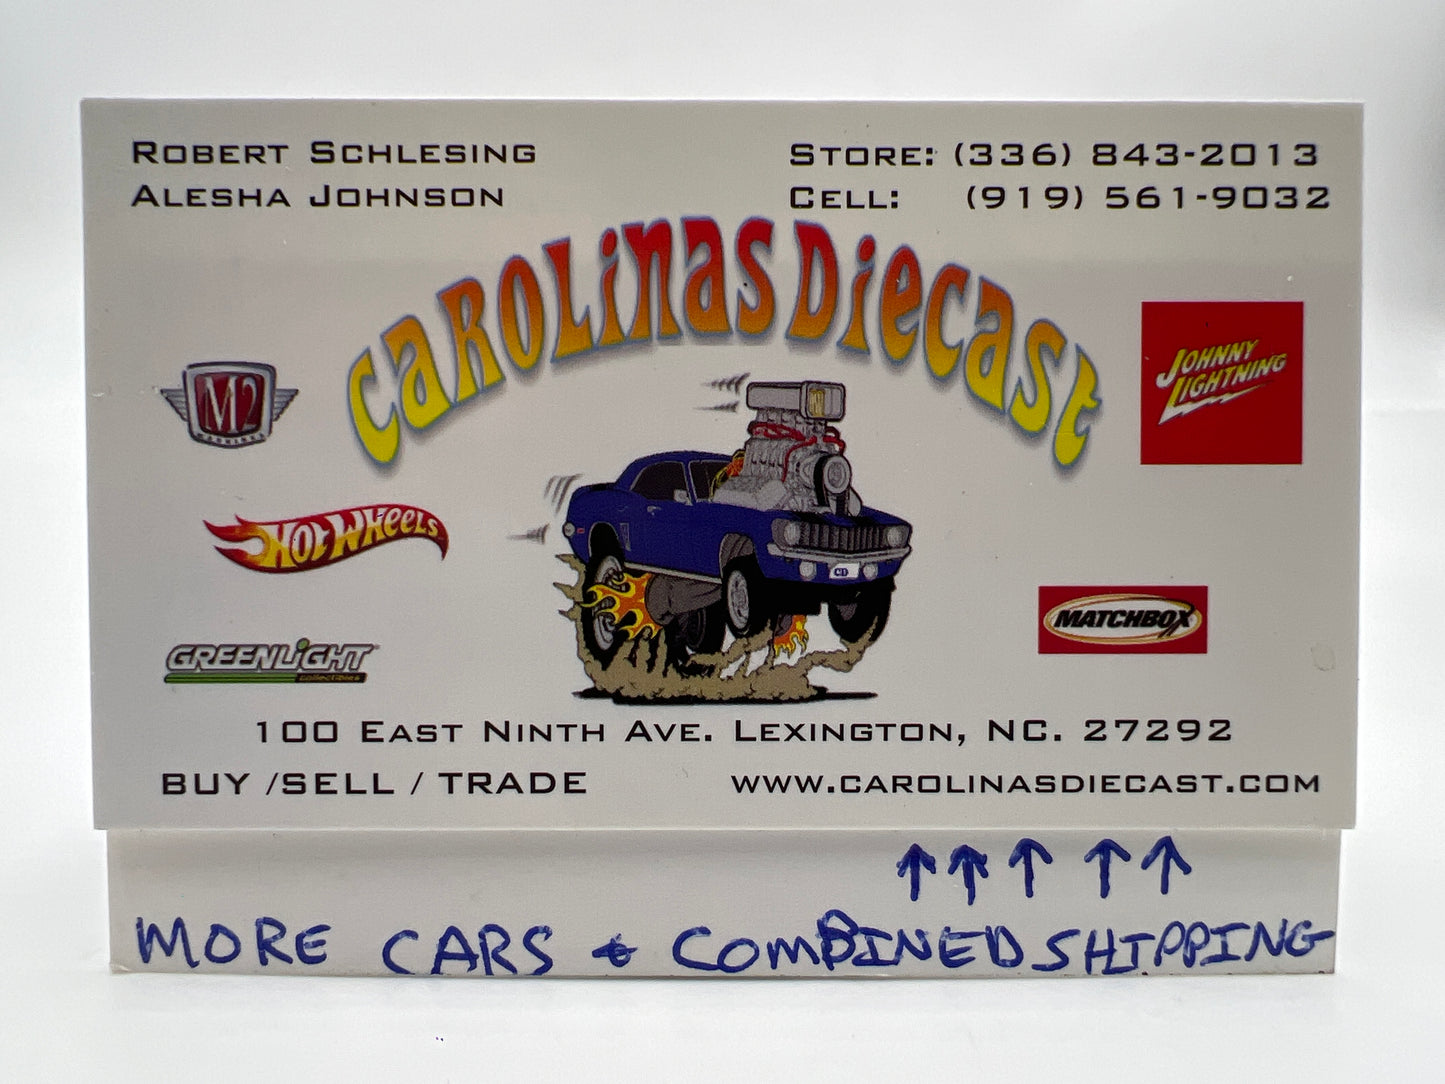 ROBERT SCHLESING
ALESHA JOHNSON
STORE: (336) 843-2013
CELL: (919) 561-9032
CAROLINAS DIECAST
M2
MACHINES
JOHNNY
LIGHTNING
HOT WHEELS
MATCHBOX
GREENLIGHT
collectibles
100 EAST NINTH AVE. LEXINGTON, NC. 27292
BUY /SELL / TRADE
WWW.CAROLINASDIECAST.COM
↑ ↑ ↑ ↑ ↑
MORE CARS & COMBINED SHIPPING